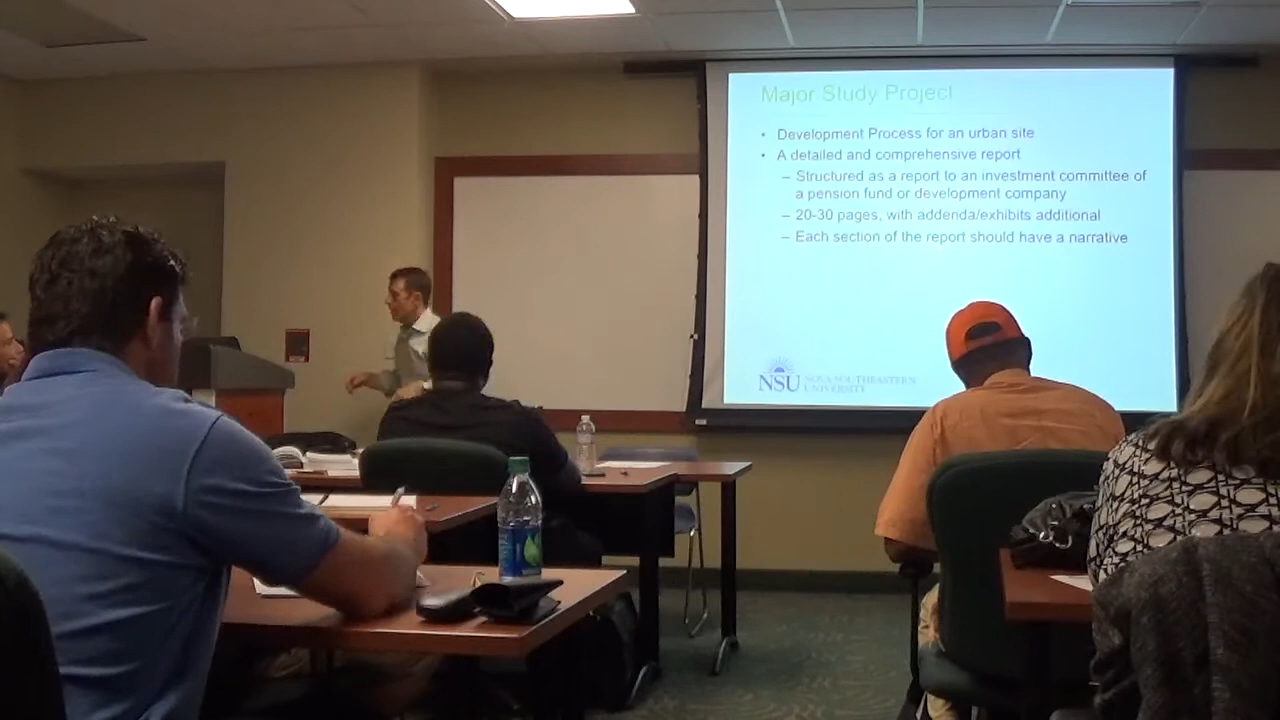 Major Study Project
• Development Process for an urban site
• A detailed and comprehensive report
– Structured as a report to an investment committee of
a pension fund or development company
– 20-30 pages, with addenda/exhibits additional
– Each section of the report should have a narrative
NSU NOVA SOUTHEASTERN
UNIVERSITY